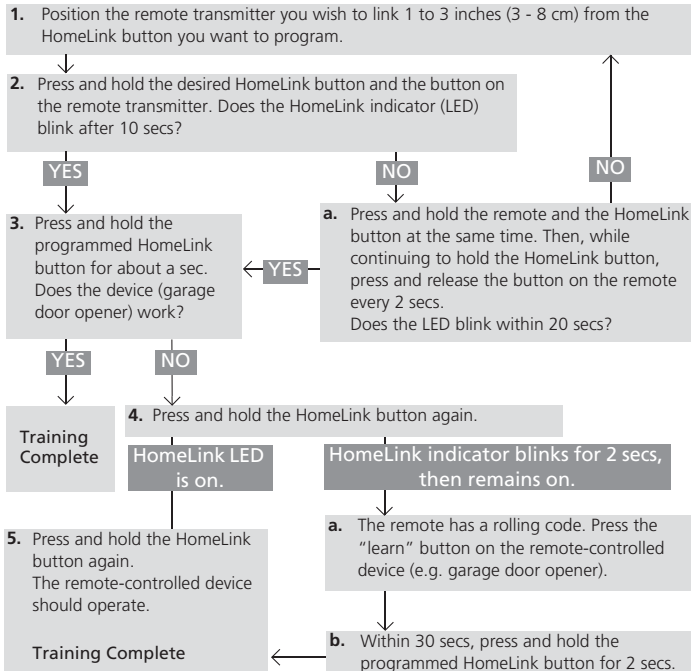 1. Position the remote transmitter you wish to link 1 to 3 inches (3 - 8 cm) from the
HomeLink button you want to program.
2. Press and hold the desired HomeLink button and the button on
the remote transmitter. Does the HomeLink indicator (LED)
blink after 10 secs?
YES
NO
NO
3. Press and hold the
programmed HomeLink
button for about a sec.
Does the device (garage
door opener) work?
YES
a. Press and hold the remote and the HomeLink
button at the same time. Then, while
continuing to hold the HomeLink button,
press and release the button on the remote
every 2 secs.
Does the LED blink within 20 secs?
YES
NO
Training
Complete
4. Press and hold the HomeLink button again.
HomeLink LED
is on.
HomeLink indicator blinks for 2 secs,
then remains on.
5. Press and hold the HomeLink
button again.
The remote-controlled device
should operate.
Training Complete
a. The remote has a rolling code. Press the
“learn” button on the remote-controlled
device (e.g. garage door opener).
b. Within 30 secs, press and hold the
programmed HomeLink button for 2 secs.